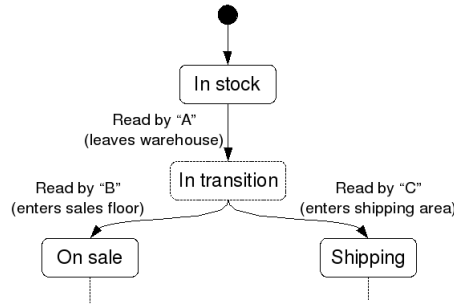 In stock
Read by “A”
(leaves warehouse)
In transition
Read by “B”
(enters sales floor)
Read by “C”
(enters shipping area)
On sale
Shipping